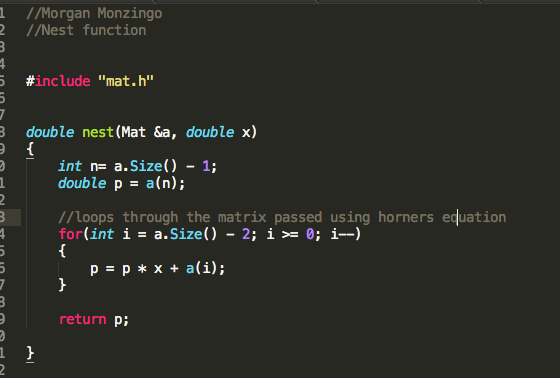 1 //Morgan Monzingo
2 //Nest function
3
4
5 #include "mat.h"
6
7
8 double nest(Mat &a, double x)
9 {
0 int n= a.Size() - 1;
1 double p = a(n);
2
3 //loops through the matrix passed using horners equation
4 for(int i = a.Size() - 2; i >= 0; i--)
5 {
6 p = p * x + a(i);
7 }
8
9 return p;
0
1 }
2